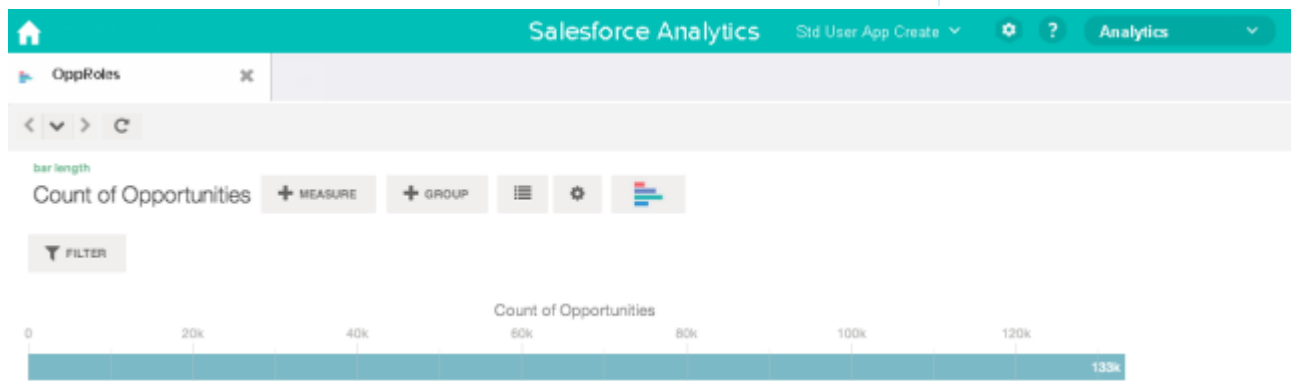 Salesforce Analytics Std User App Create ? Analytics
OppRoles
bar length
Count of Opportunities + MEASURE + GROUP
FILTER
Count of Opportunities
0 20k 40k 60k 80k 100k 120k
133k